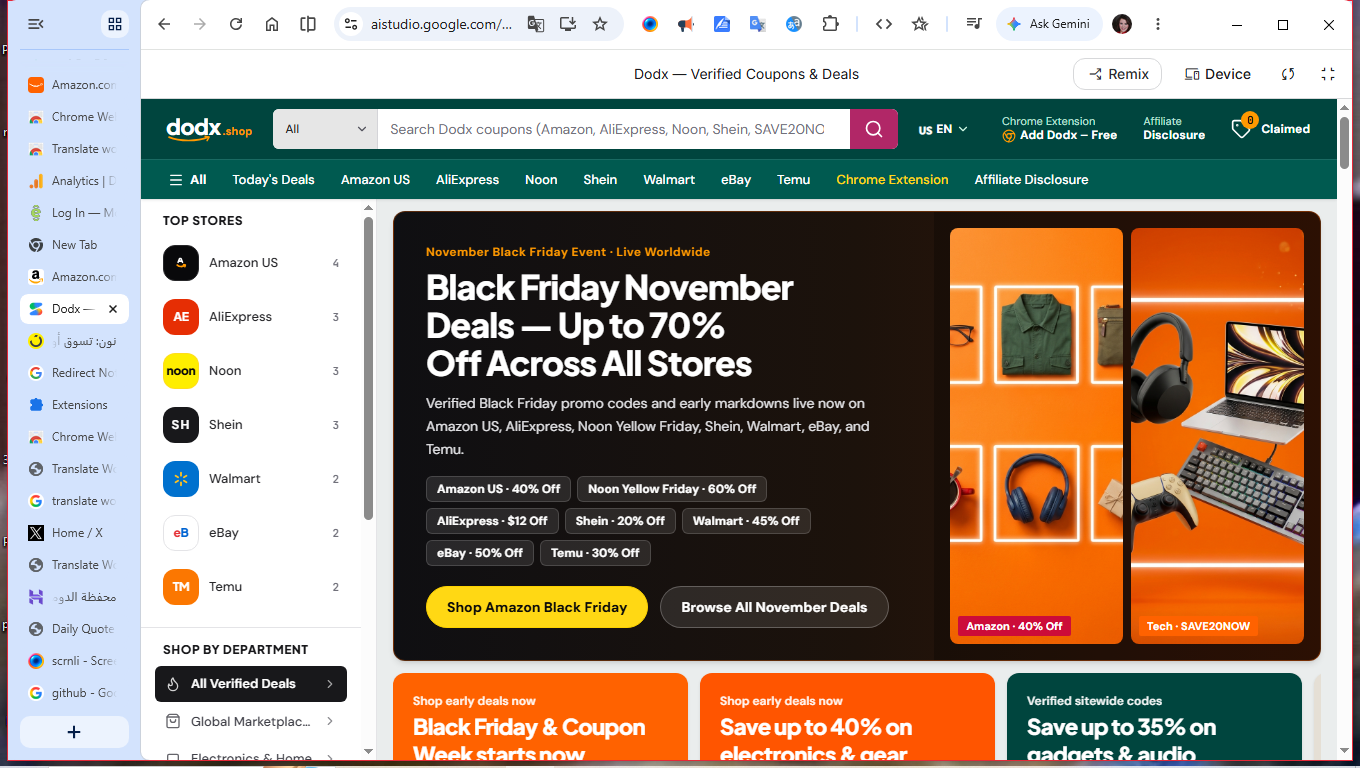 aistudio.google.com/...
Ask Gemini
Amazon.con
Chrome We
Translate wo
Analytics | D
Log In — M
New Tab
Amazon.con
Dodx —
نون: تسوق أ
Redirect No
Extensions
Chrome We
Translate Wo
translate wo
Home / X
Translate Wo
محفظة الدو
Daily Quote
scrnli - Scree
github - Goo
Dodx — Verified Coupons & Deals
Remix
Device
dodx.shop
All
Search Dodx coupons (Amazon, AliExpress, Noon, Shein, SAVE20NO
US EN
Chrome Extension
Add Dodx – Free
Affiliate
Disclosure
0
Claimed
All
Today's Deals
Amazon US
AliExpress
Noon
Shein
Walmart
eBay
Temu
Chrome Extension
Affiliate Disclosure
TOP STORES
A Amazon US 4
AE AliExpress 3
noon Noon 3
SH Shein 3
Walmart 2
eB eBay 2
TM Temu 2
SHOP BY DEPARTMENT
All Verified Deals
Global Marketplac...
Electronics & Home
November Black Friday Event · Live Worldwide
Black Friday November
Deals — Up to 70%
Off Across All Stores
Verified Black Friday promo codes and early markdowns live now on
Amazon US, AliExpress, Noon Yellow Friday, Shein, Walmart, eBay, and
Temu.
Amazon US · 40% Off
Noon Yellow Friday · 60% Off
AliExpress · $12 Off
Shein · 20% Off
Walmart · 45% Off
eBay · 50% Off
Temu · 30% Off
Shop Amazon Black Friday
Browse All November Deals
Amazon · 40% Off
Tech · SAVE20NOW
Shop early deals now
Black Friday & Coupon
Week starts now
Shop early deals now
Save up to 40% on
electronics & gear
Verified sitewide codes
Save up to 35% on
gadgets & audio